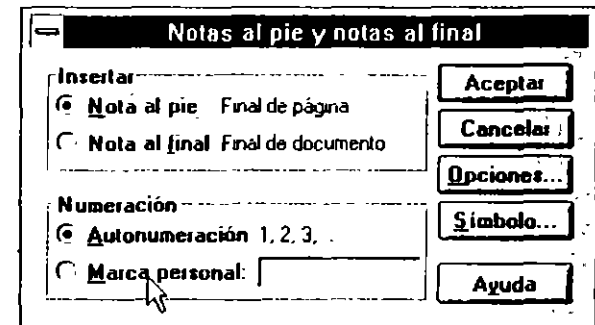 Notas al pie y notas al final
Insertar
Nota al pie Final de página
Nota al final Final de documento
Numeración
Autonumeración 1, 2, 3, .
Marca personal:
Aceptar
Cancelar
Opciones...
Símbolo...
Ayuda